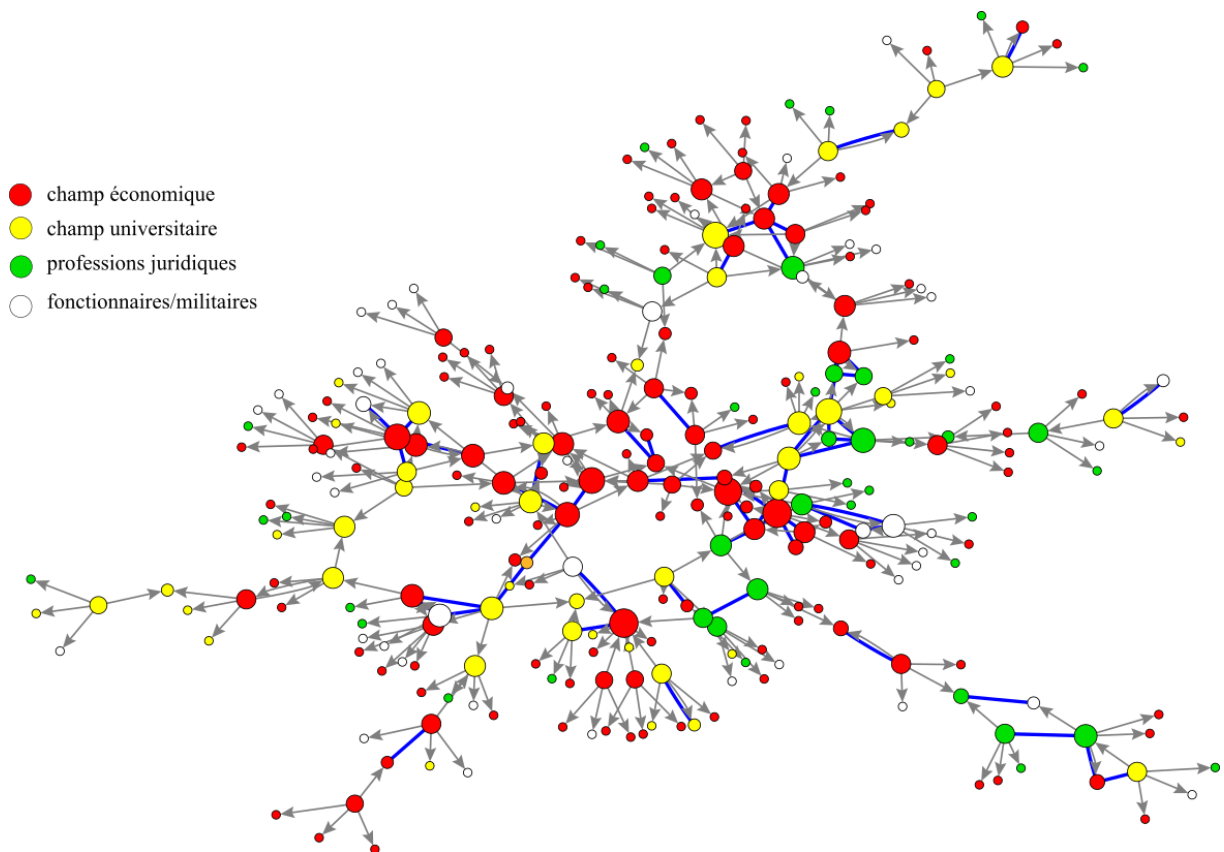 champ économique
champ universitaire
professions juridiques
fonctionnaires/militaires